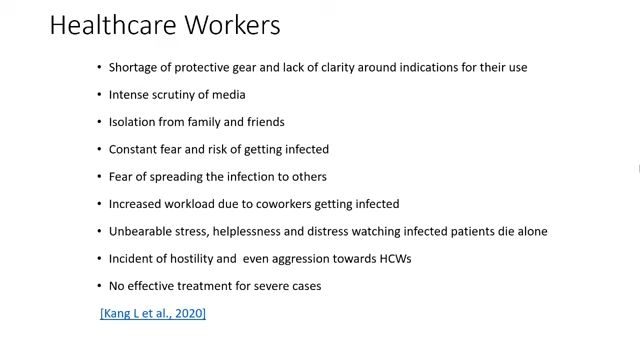 Healthcare Workers
• Shortage of protective gear and lack of clarity around indications for their use
• Intense scrutiny of media
• Isolation from family and friends
• Constant fear and risk of getting infected
• Fear of spreading the infection to others
• Increased workload due to coworkers getting infected
• Unbearable stress, helplessness and distress watching infected patients die alone
• Incident of hostility and  even aggression towards HCWs
• No effective treatment for severe cases
[Kang L et al., 2020]